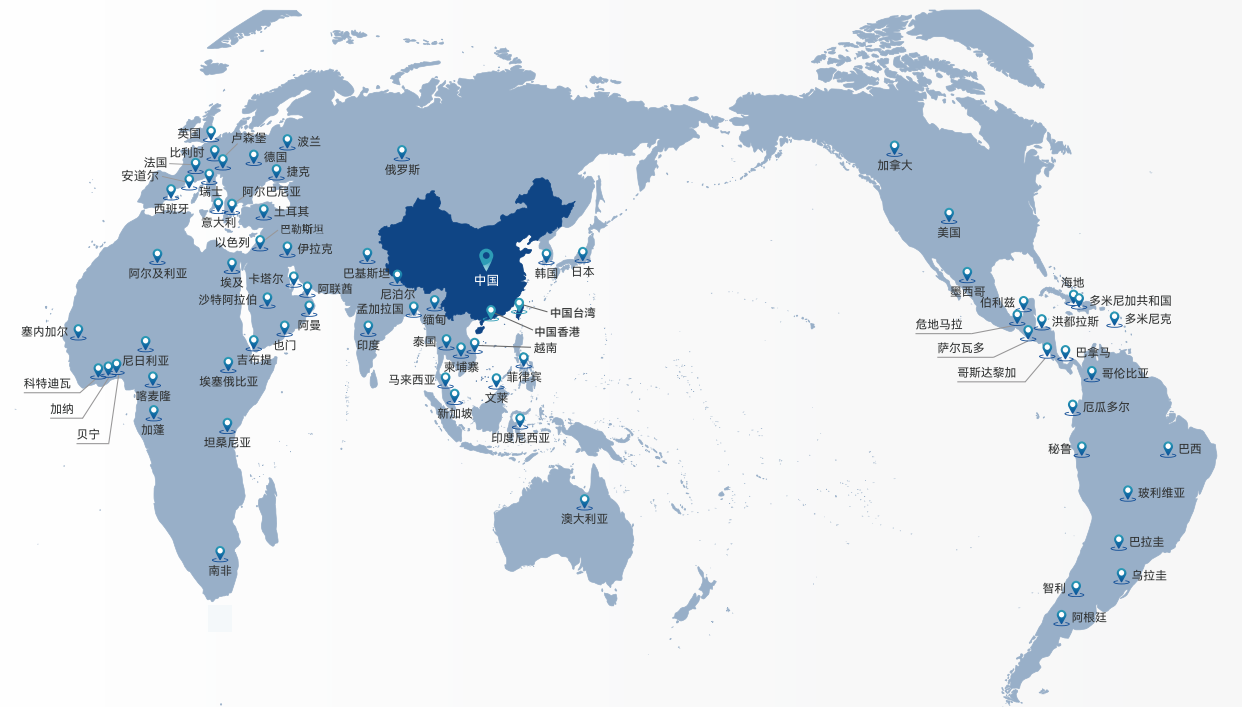 英国
卢森堡
波兰
比利时
德国
法国
安道尔
捷克
俄罗斯
加拿大
瑞士
阿尔巴尼亚
西班牙
意大利
土耳其
巴勒斯坦
美国
以色列
伊拉克
阿尔及利亚
埃及
卡塔尔
阿联酋
巴基斯坦
中国
韩国
日本
沙特阿拉伯
尼泊尔
墨西哥
海地
伯利兹
多米尼加共和国
孟加拉国
缅甸
中国台湾
阿曼
危地马拉
洪都拉斯
多米尼克
塞内加尔
中国香港
也门
印度
泰国
越南
萨尔瓦多
巴拿马
尼日利亚
吉布提
柬埔寨
哥斯达黎加
哥伦比亚
科特迪瓦
埃塞俄比亚
马来西亚
菲律宾
喀麦隆
文莱
加纳
新加坡
厄瓜多尔
贝宁
加蓬
坦桑尼亚
印度尼西亚
秘鲁
巴西
玻利维亚
澳大利亚
巴拉圭
南非
乌拉圭
智利
阿根廷